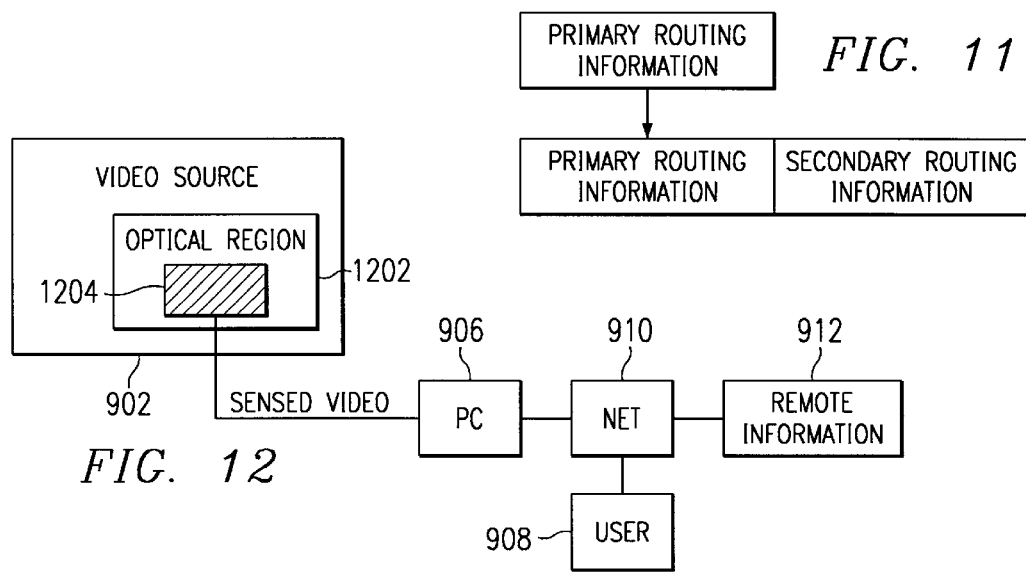 PRIMARY ROUTING
INFORMATION
FIG. 11
PRIMARY ROUTING
INFORMATION
SECONDARY ROUTING
INFORMATION
VIDEO SOURCE
OPTICAL REGION
1204
1202
902
SENSED VIDEO
906
PC
910
NET
912
REMOTE
INFORMATION
908
USER
FIG. 12